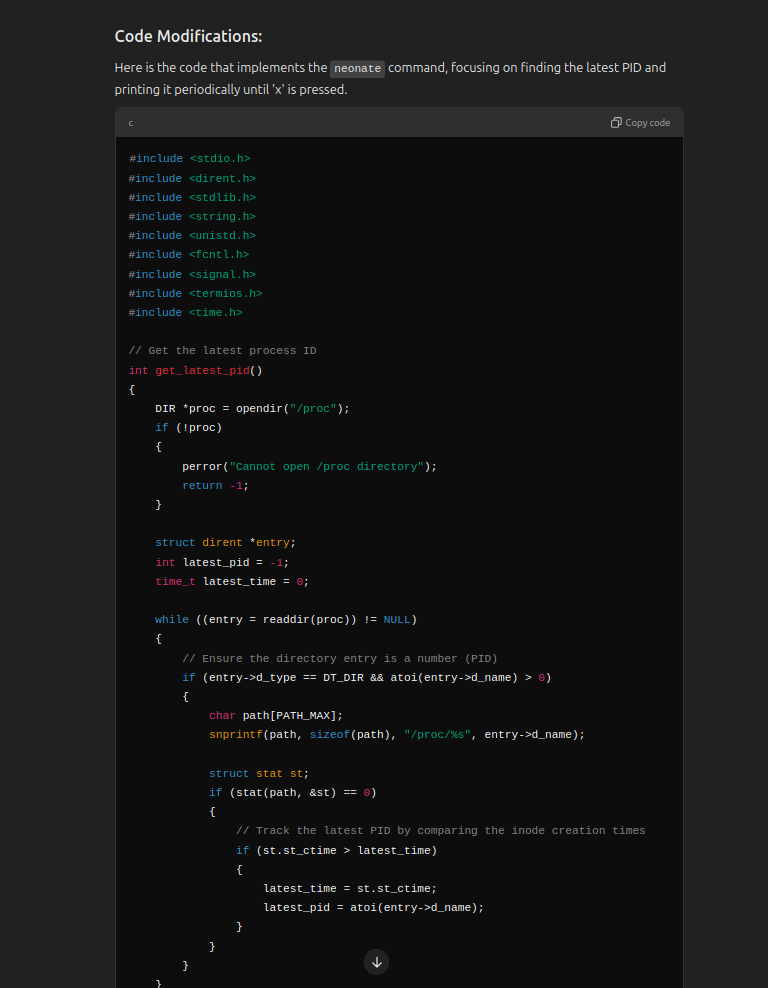 Code Modifications:
Here is the code that implements the neonate command, focusing on finding the latest PID and
printing it periodically until 'x' is pressed.
c Copy code
#include <stdio.h>
#include <dirent.h>
#include <stdlib.h>
#include <string.h>
#include <unistd.h>
#include <fcntl.h>
#include <signal.h>
#include <termios.h>
#include <time.h>

// Get the latest process ID
int get_latest_pid()
{
    DIR *proc = opendir("/proc");
    if (!proc)
    {
        perror("Cannot open /proc directory");
        return -1;
    }

    struct dirent *entry;
    int latest_pid = -1;
    time_t latest_time = 0;

    while ((entry = readdir(proc)) != NULL)
    {
        // Ensure the directory entry is a number (PID)
        if (entry->d_type == DT_DIR && atoi(entry->d_name) > 0)
        {
            char path[PATH_MAX];
            snprintf(path, sizeof(path), "/proc/%s", entry->d_name);

            struct stat st;
            if (stat(path, &st) == 0)
            {
                // Track the latest PID by comparing the inode creation times
                if (st.st_ctime > latest_time)
                {
                    latest_time = st.st_ctime;
                    latest_pid = atoi(entry->d_name);
                }
            }
        }
    }